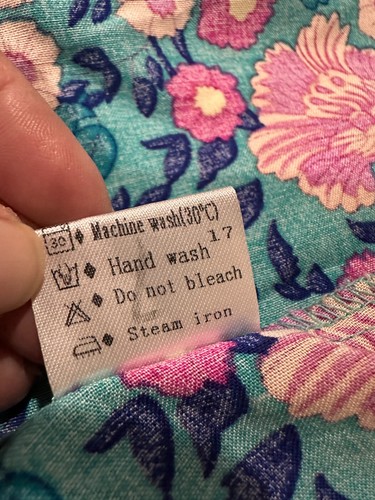 30 ♦ Machine wash(30°C)
♦ Hand wash 17
♦ Do not bleach
♦ Steam iron